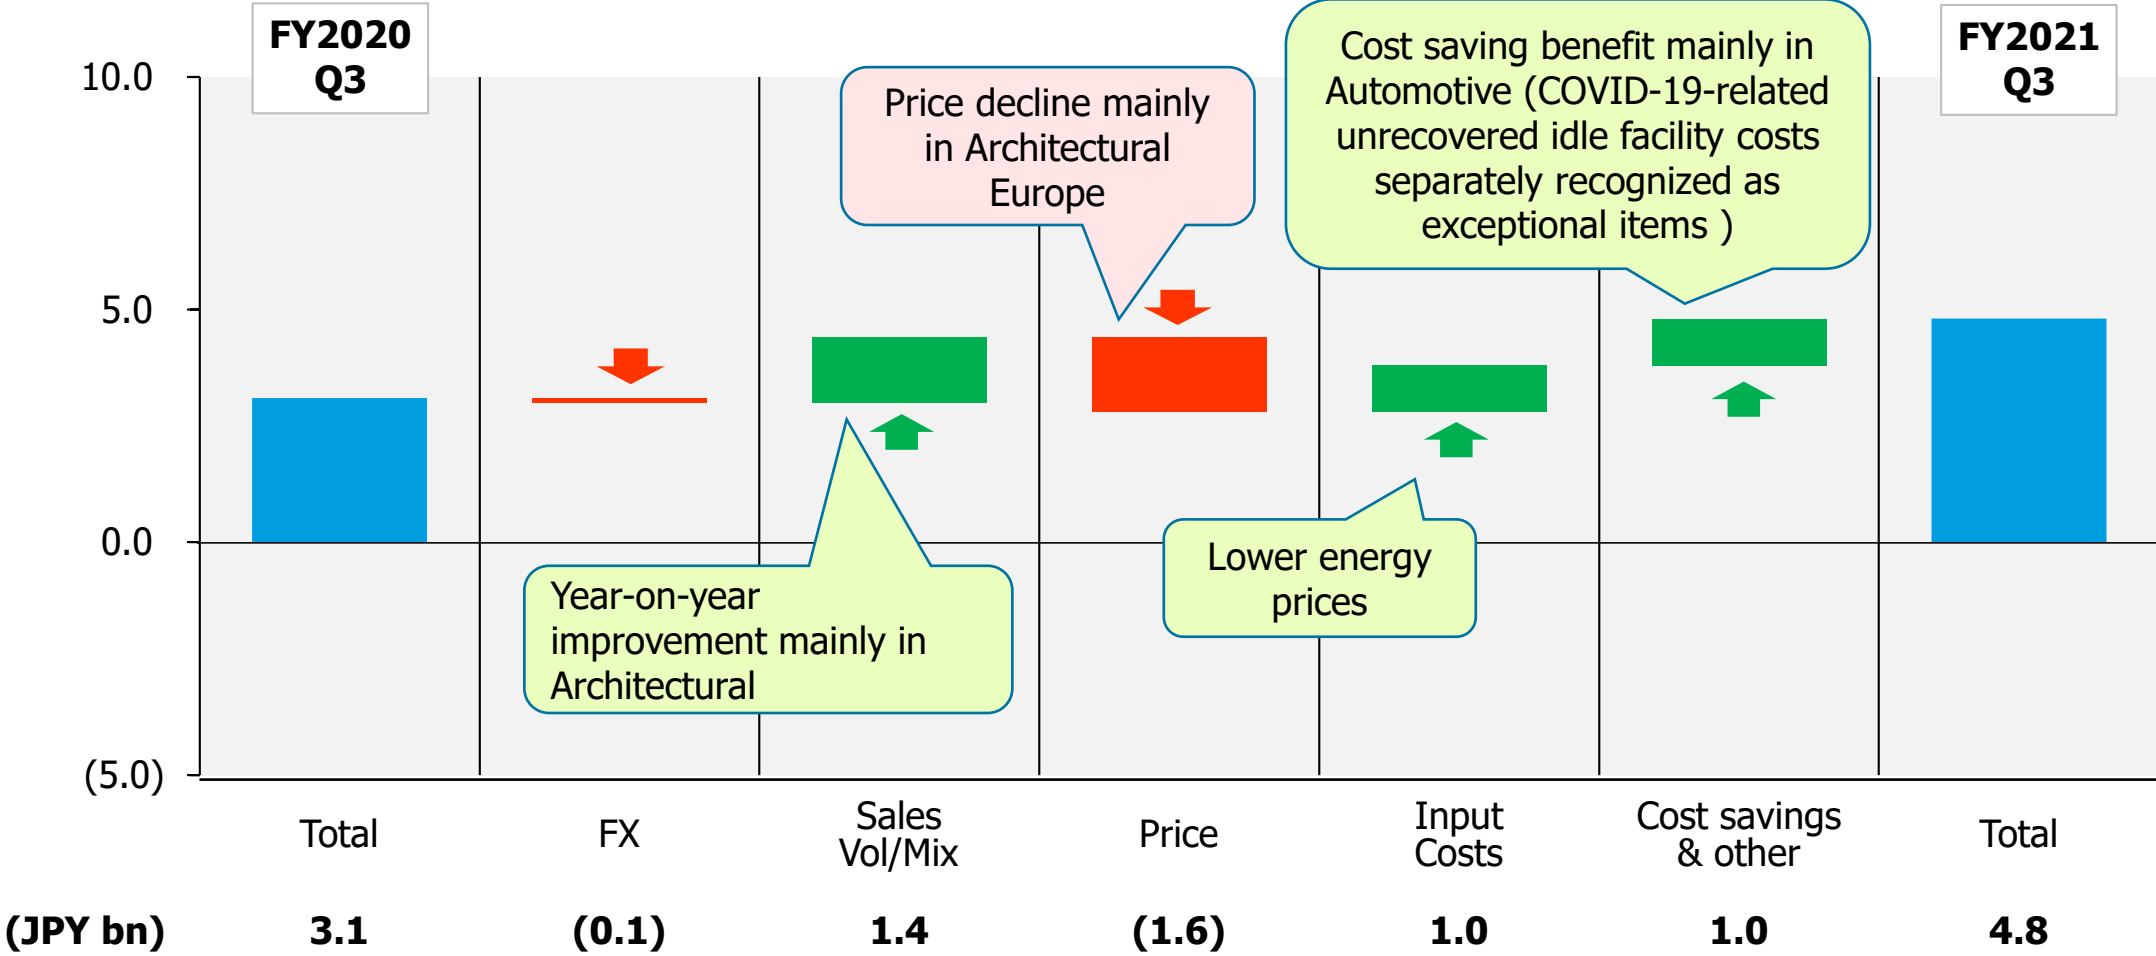 FY2020
Q3
FY2021
Q3
10.0
5.0
0.0
(5.0)
Price decline mainly
in Architectural
Europe
Cost saving benefit mainly in
Automotive (COVID-19-related
unrecovered idle facility costs
separately recognized as
exceptional items )
Year-on-year
improvement mainly in
Architectural
Lower energy
prices
Total
FX
Sales
Vol/Mix
Price
Input
Costs
Cost savings
& other
Total
(JPY bn) 3.1 (0.1) 1.4 (1.6) 1.0 1.0 4.8